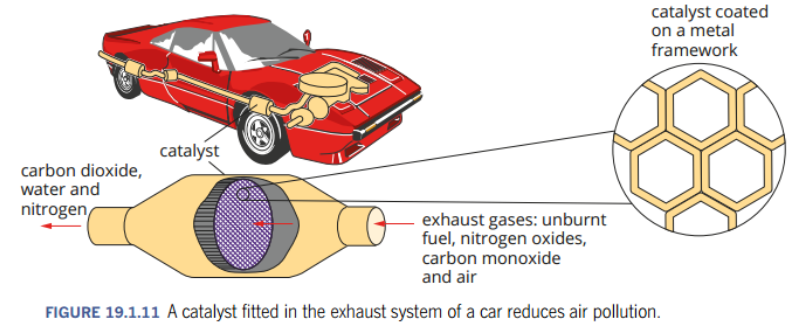 catalyst coated
on a metal
framework
catalyst
carbon dioxide,
water and
nitrogen
exhaust gases: unburnt
fuel, nitrogen oxides,
carbon monoxide
and air
FIGURE 19.1.11 A catalyst fitted in the exhaust system of a car reduces air pollution.